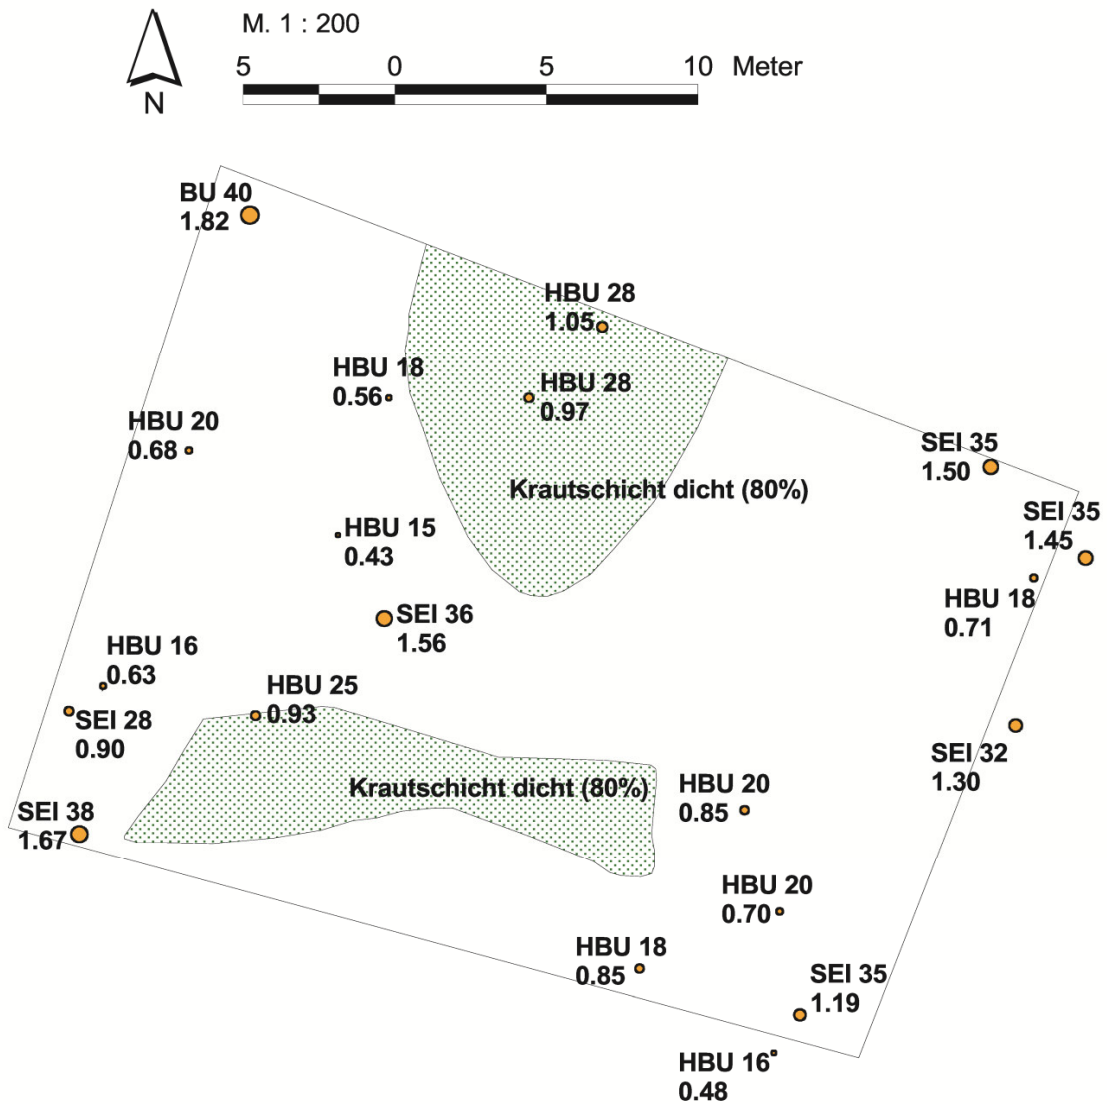 M. 1 : 200
5 0 5 10 Meter
N
BU 40
1.82
HBU 28
1.05
HBU 18
0.56
HBU 28
0.97
HBU 20
0.68
SEI 35
1.50
Krautschicht dicht (80%)
SEI 35
1.45
HBU 15
0.43
HBU 18
0.71
SEI 36
1.56
HBU 16
0.63
HBU 25
0.93
SEI 28
0.90
SEI 32
1.30
Krautschicht dicht (80%)
HBU 20
0.85
SEI 38
1.67
HBU 20
0.70
HBU 18
0.85
SEI 35
1.19
HBU 16
0.48